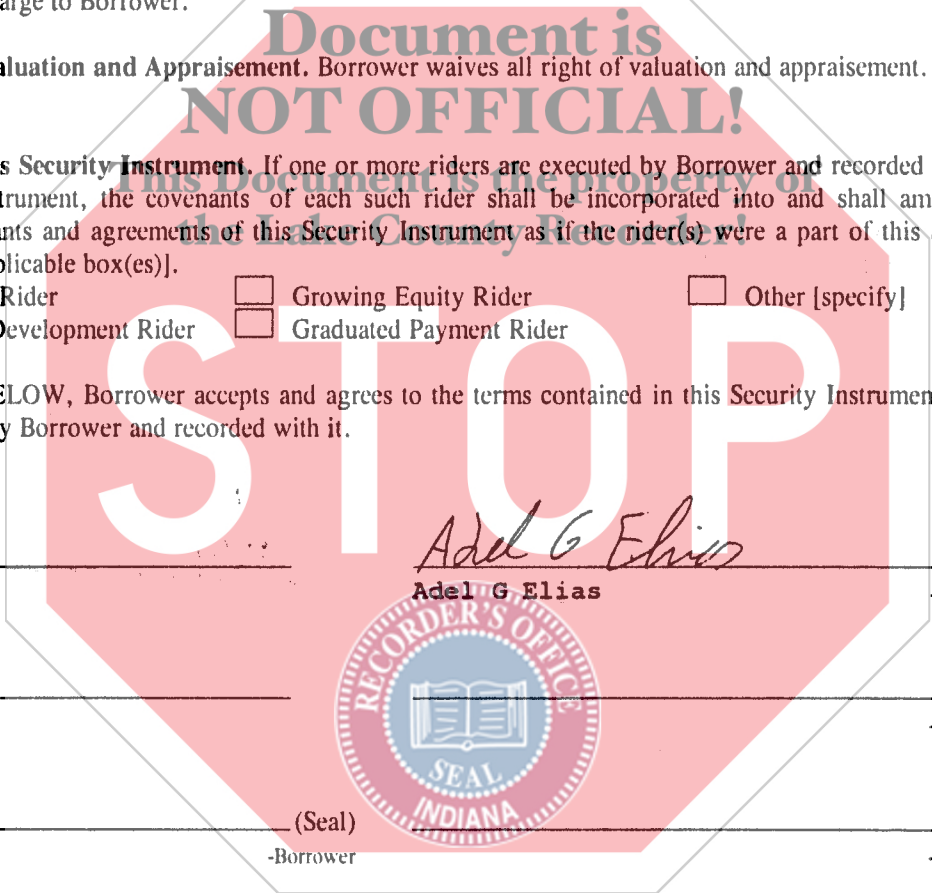 arge to Borrower.
Document is
aluation and Appraisement. Borrower waives all right of valuation and appraisement.
NOT OFFICIAL!
s Security Instrument. If one or more riders are executed by Borrower and recorded
This Document is the property of
trument, the covenants of each such rider shall be incorporated into and shall am
the Lake County Recorder!
nts and agreements of this Security Instrument as if the rider(s) were a part of this
licable box(es)].
Rider Growing Equity Rider Other [specify]
Development Rider Graduated Payment Rider
STOP
ELOW, Borrower accepts and agrees to the terms contained in this Security Instrumen
y Borrower and recorded with it.
Adel G Elias
Adel G Elias
RECORDER'S OFFICE
SEAL
INDIANA
(Seal)
-Borrower